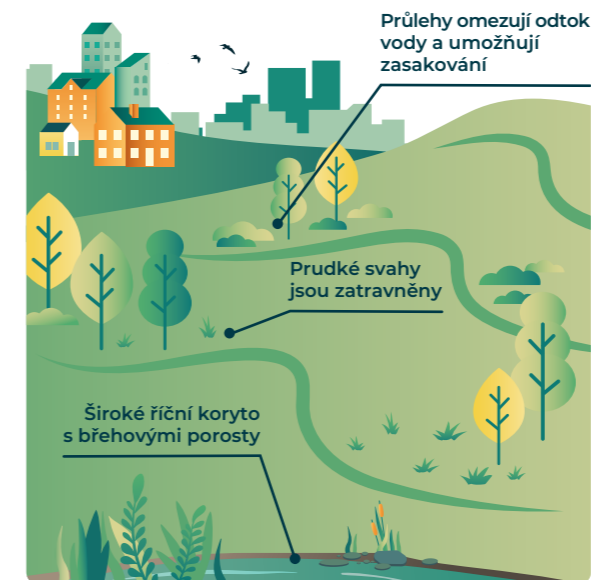 Průlehy omezují odtok
vody a umožňují
zasakování
Prudké svahy
jsou zatravněny
Široké říční koryto
s břehovými porosty